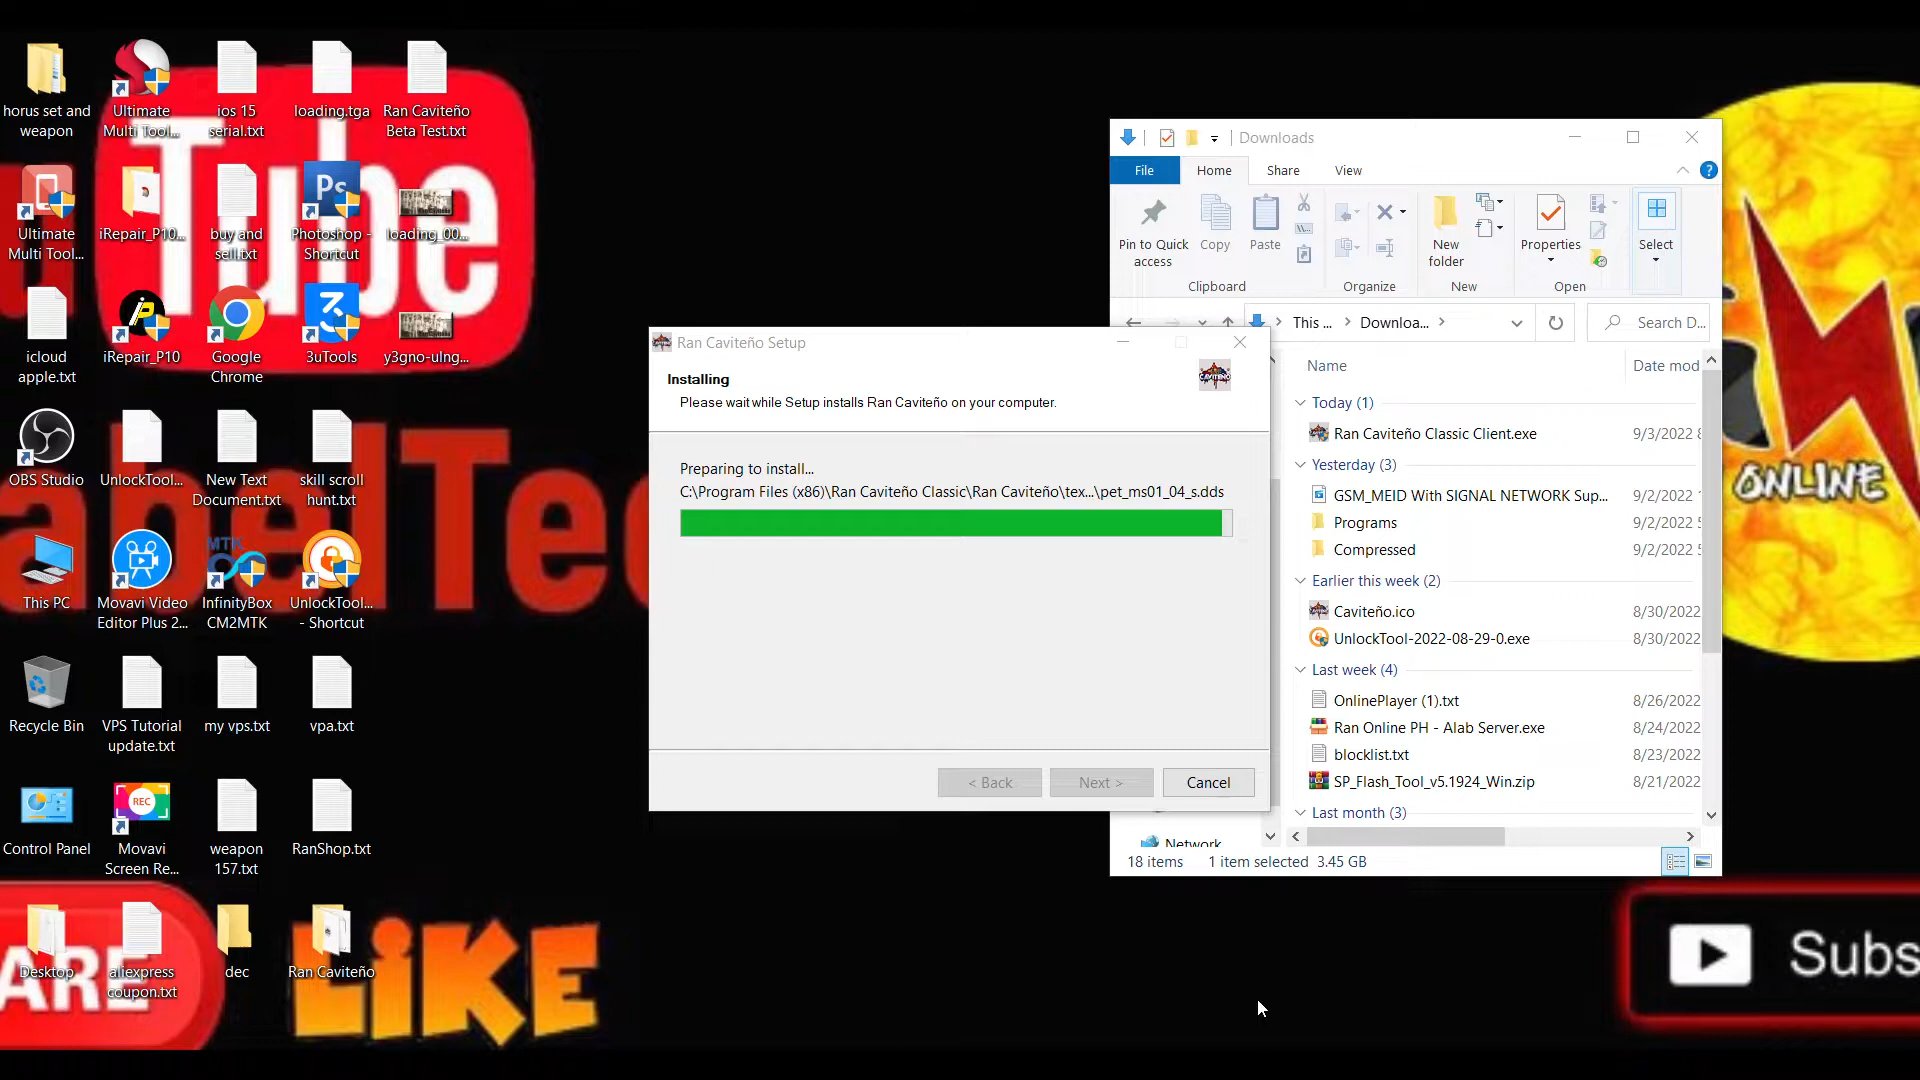 horus set and
weapon
Ultimate
Multi Tool...
ios 15
serial.txt
loading.tga
Ran Caviteño
Beta Test.txt
Ultimate
Multi Tool...
iRepair_P10...
buy and
sell.txt
Photoshop -
Shortcut
loading_00...
icloud
apple.txt
iRepair_P10
Google
Chrome
3uTools
y3gno-ulng...
OBS Studio
UnlockTool...
New Text
Document.txt
skill scroll
hunt.txt
This PC
Movavi Video
Editor Plus 2...
MTK
InfinityBox
CM2MTK
UnlockTool...
- Shortcut
Recycle Bin
VPS Tutorial
update.txt
my vps.txt
vpa.txt
Control Panel
REC
Movavi
Screen Re...
weapon
157.txt
RanShop.txt
Desktop
aliexpress
coupon.txt
dec
Ran Caviteño
Tube
abelTec
ARE
LiKE
Ps
Ran Caviteño Setup
Installing
Please wait while Setup installs Ran Caviteño on your computer.
CAVITEÑO
Preparing to install...
C:\Program Files (x86)\Ran Caviteño Classic\Ran Caviteño\tex...\pet_ms01_04_s.dds
< Back
Next >
Cancel
Downloads
File
Home
Share
View
Pin to Quick
access
Copy
Paste
New
folder
Properties
Select
Clipboard
Organize
New
Open
This ...
Downloa...
Search D...
Name
Date mod
Today (1)
Ran Caviteño Classic Client.exe
9/3/2022 8
Yesterday (3)
GSM_MEID With SIGNAL NETWORK Sup...
9/2/2022 1
Programs
9/2/2022 5
Compressed
9/2/2022 5
Earlier this week (2)
Caviteño.ico
8/30/2022
UnlockTool-2022-08-29-0.exe
8/30/2022
Last week (4)
OnlinePlayer (1).txt
8/26/2022
Ran Online PH - Alab Server.exe
8/24/2022
blocklist.txt
8/23/2022
SP_Flash_Tool_v5.1924_Win.zip
8/21/2022
Last month (3)
Network
18 items
1 item selected 3.45 GB
ONLINE
Subs